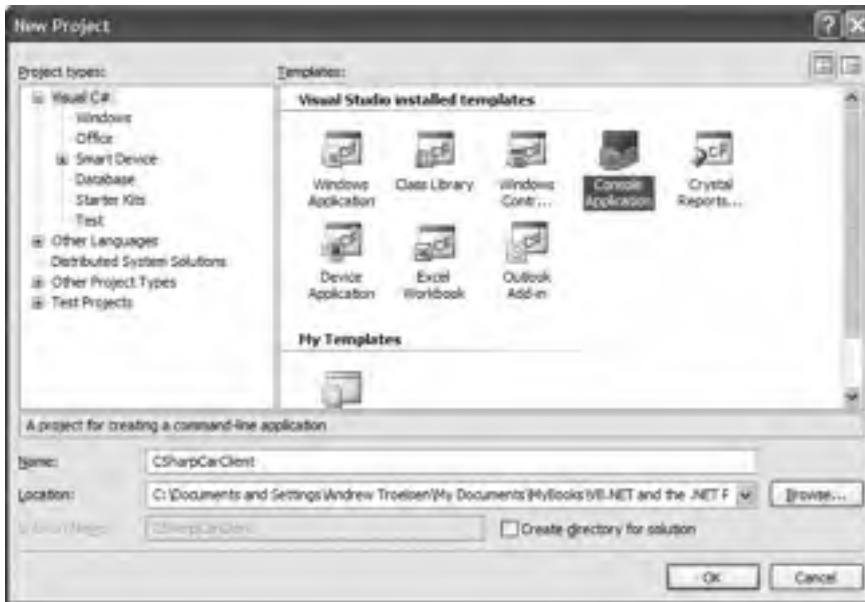 New Project
Project types:
Templates:
Visual C#
Windows
Office
Smart Device
Database
Starter Kits
Test
Other Languages
Distributed System Solutions
Other Project Types
Test Projects
Visual Studio installed templates
Windows Application
Class Library
Windows Contr...
Console Application
Crystal Reports...
Device Application
Excel Workbook
Outlook Add-in
My Templates
A project for creating a command-line application
Name:
CSharpCarClient
Location:
C:\Documents and Settings\Andrew Troelsen\My Documents\MyBooks\VB.NET and the .NET P
Browse...
CSharpCarClient
Create directory for solution
OK
Cancel